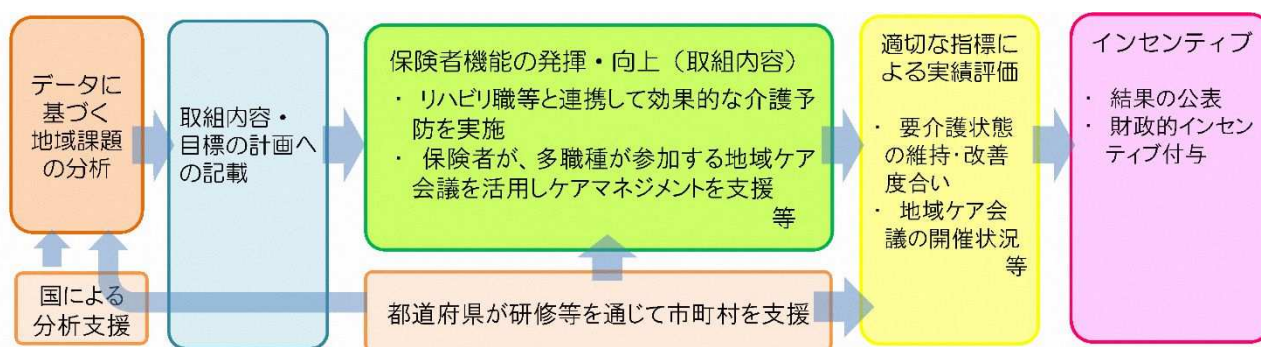 データに
基づく
地域課題
の分析
国による
分析支援
取組内容・
目標の計画へ
の記載
保険者機能の発揮・向上（取組内容）
・ リハビリ職等と連携して効果的な介護予
防を実施
・ 保険者が、多職種が参加する地域ケア
会議を活用しケアマネジメントを支援
等
都道府県が研修等を通じて市町村を支援
適切な指標に
よる実績評価
・ 要介護状態
の維持・改善
度合い
・ 地域ケア会
議の開催状況
等
インセンティブ
・ 結果の公表
・ 財政的インセン
ティブ付与